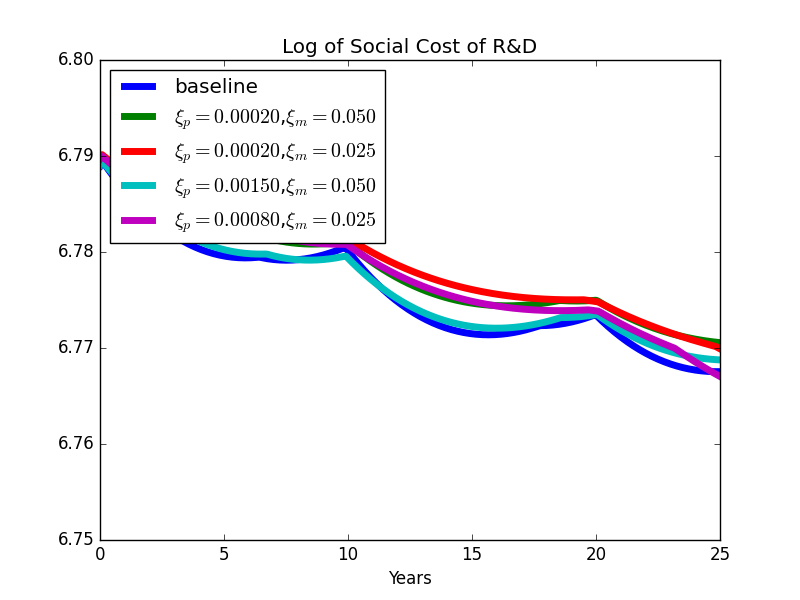 Log of Social Cost of R&D
6.80
6.79
6.78
6.77
6.76
6.75
baseline
ξₚ = 0.00020,ξₘ = 0.050
ξₚ = 0.00020,ξₘ = 0.025
ξₚ = 0.00150,ξₘ = 0.050
ξₚ = 0.00080,ξₘ = 0.025
0 5 10 15 20 25
Years